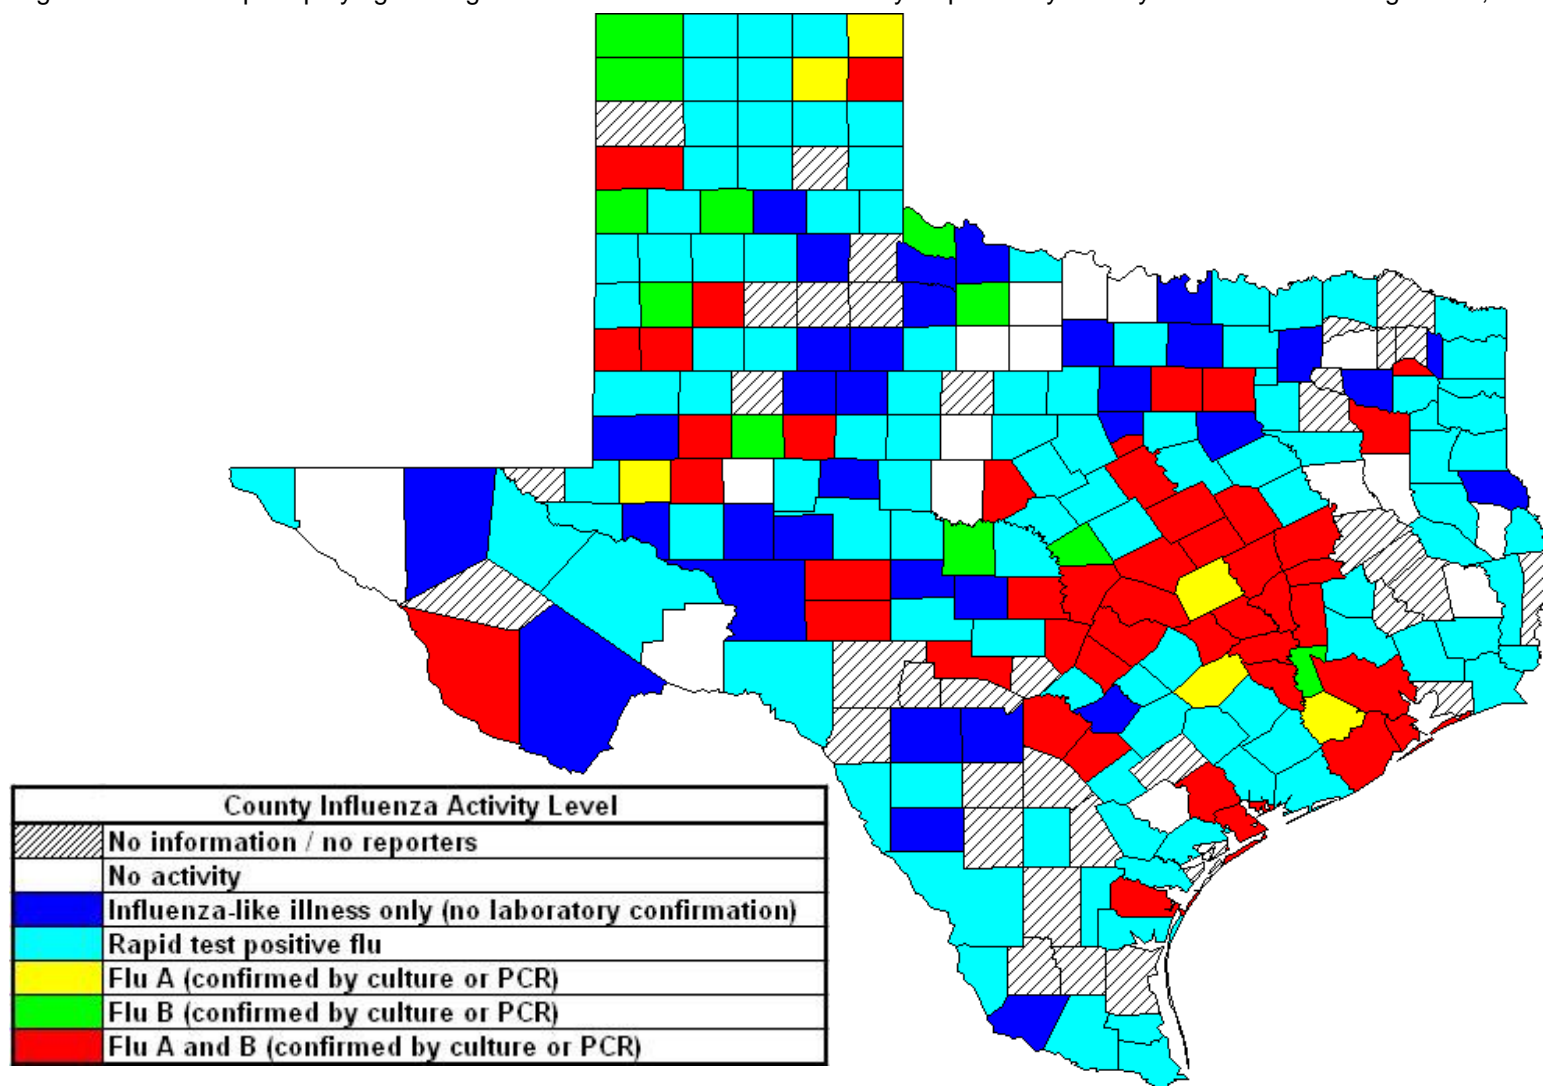 County Influenza Activity Level
No information / no reporters
No activity
Influenza-like illness only (no laboratory confirmation)
Rapid test positive flu
Flu A (confirmed by culture or PCR)
Flu B (confirmed by culture or PCR)
Flu A and B (confirmed by culture or PCR)